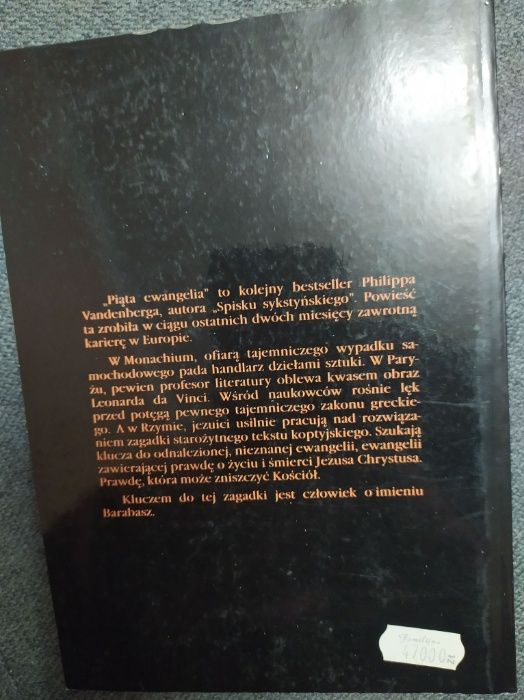 „Piąta ewangelia" to kolejny bestseller Philippa
Vandenberga, autora „Spisku sykstyńskiego". Powieść
ta zrobiła w ciągu ostatnich dwóch miesięcy zawrotną
karierę w Europie.
W Monachium, ofiarą tajemniczego wypadku sa-
mochodowego pada handlarz dziełami sztuki. W Pary-
żu, pewien profesor literatury oblewa kwasem obraz
Leonarda da Vinci. Wśród naukowców rośnie lęk
przed potęgą pewnego tajemniczego zakonu greckie-
go. A w Rzymie, jezuici usilnie pracują nad rozwiąza-
niem zagadki starożytnego tekstu koptyjskiego. Szukają
klucza do odnalezionej, nieznanej ewangelii, ewangelii
zawierającej prawdę o życiu i śmierci Jezusa Chrystusa.
Prawdę, która może zniszczyć Kościół.
Kluczem do tej zagadki jest człowiek o imieniu
Barabasz.
47000 zł